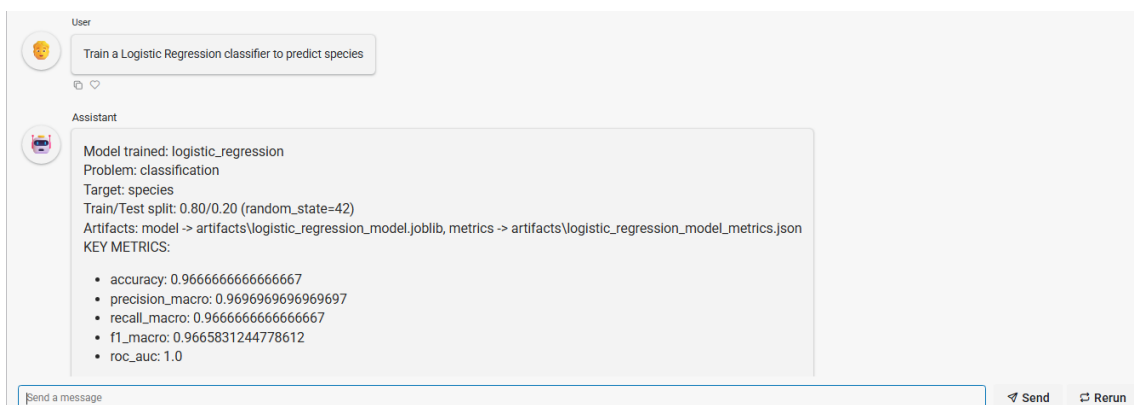 User
Train a Logistic Regression classifier to predict species
Assistant
Model trained: logistic_regression
Problem: classification
Target: species
Train/Test split: 0.80/0.20 (random_state=42)
Artifacts: model -> artifacts\logistic_regression_model.joblib, metrics -> artifacts\logistic_regression_model_metrics.json
KEY METRICS:
• accuracy: 0.9666666666666667
• precision_macro: 0.9696969696969697
• recall_macro: 0.9666666666666667
• f1_macro: 0.9665831244778612
• roc_auc: 1.0
Send a message
Send
Rerun